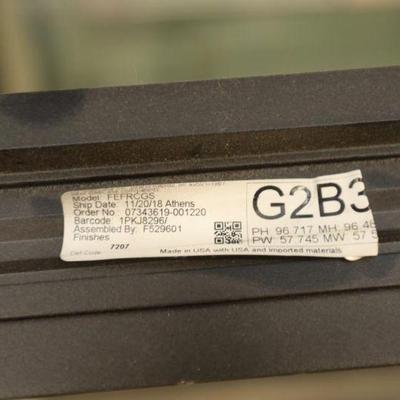 Model: FEFRCGS
Ship Date: 11/20/18 Athens
Order No: 07343619-001220
Barcode: 1PKJ8296/
Assembled By: F529601
Finishes
Def Code: 7207
G2B3
PH: 96.717 MH: 96.46
PW: 57.745 MW: 57.5
Made in USA with USA and imported materials